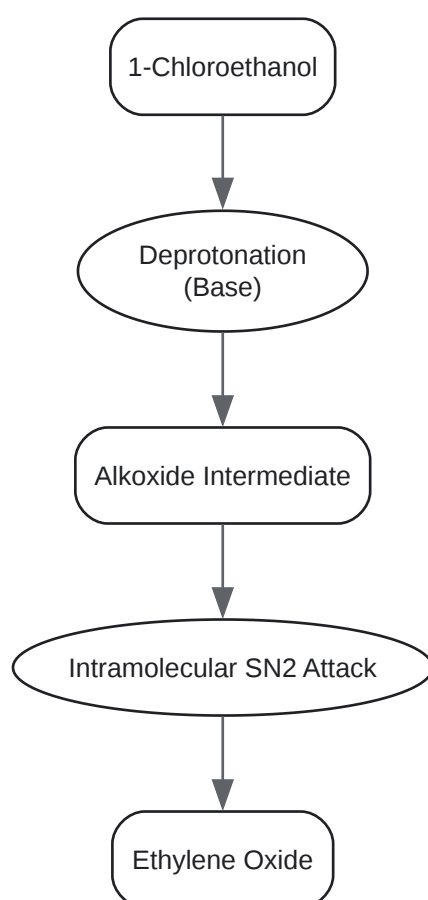 1-Chloroethanol
Deprotonation
(Base)
Alkoxide Intermediate
Intramolecular SN2 Attack
Ethylene Oxide